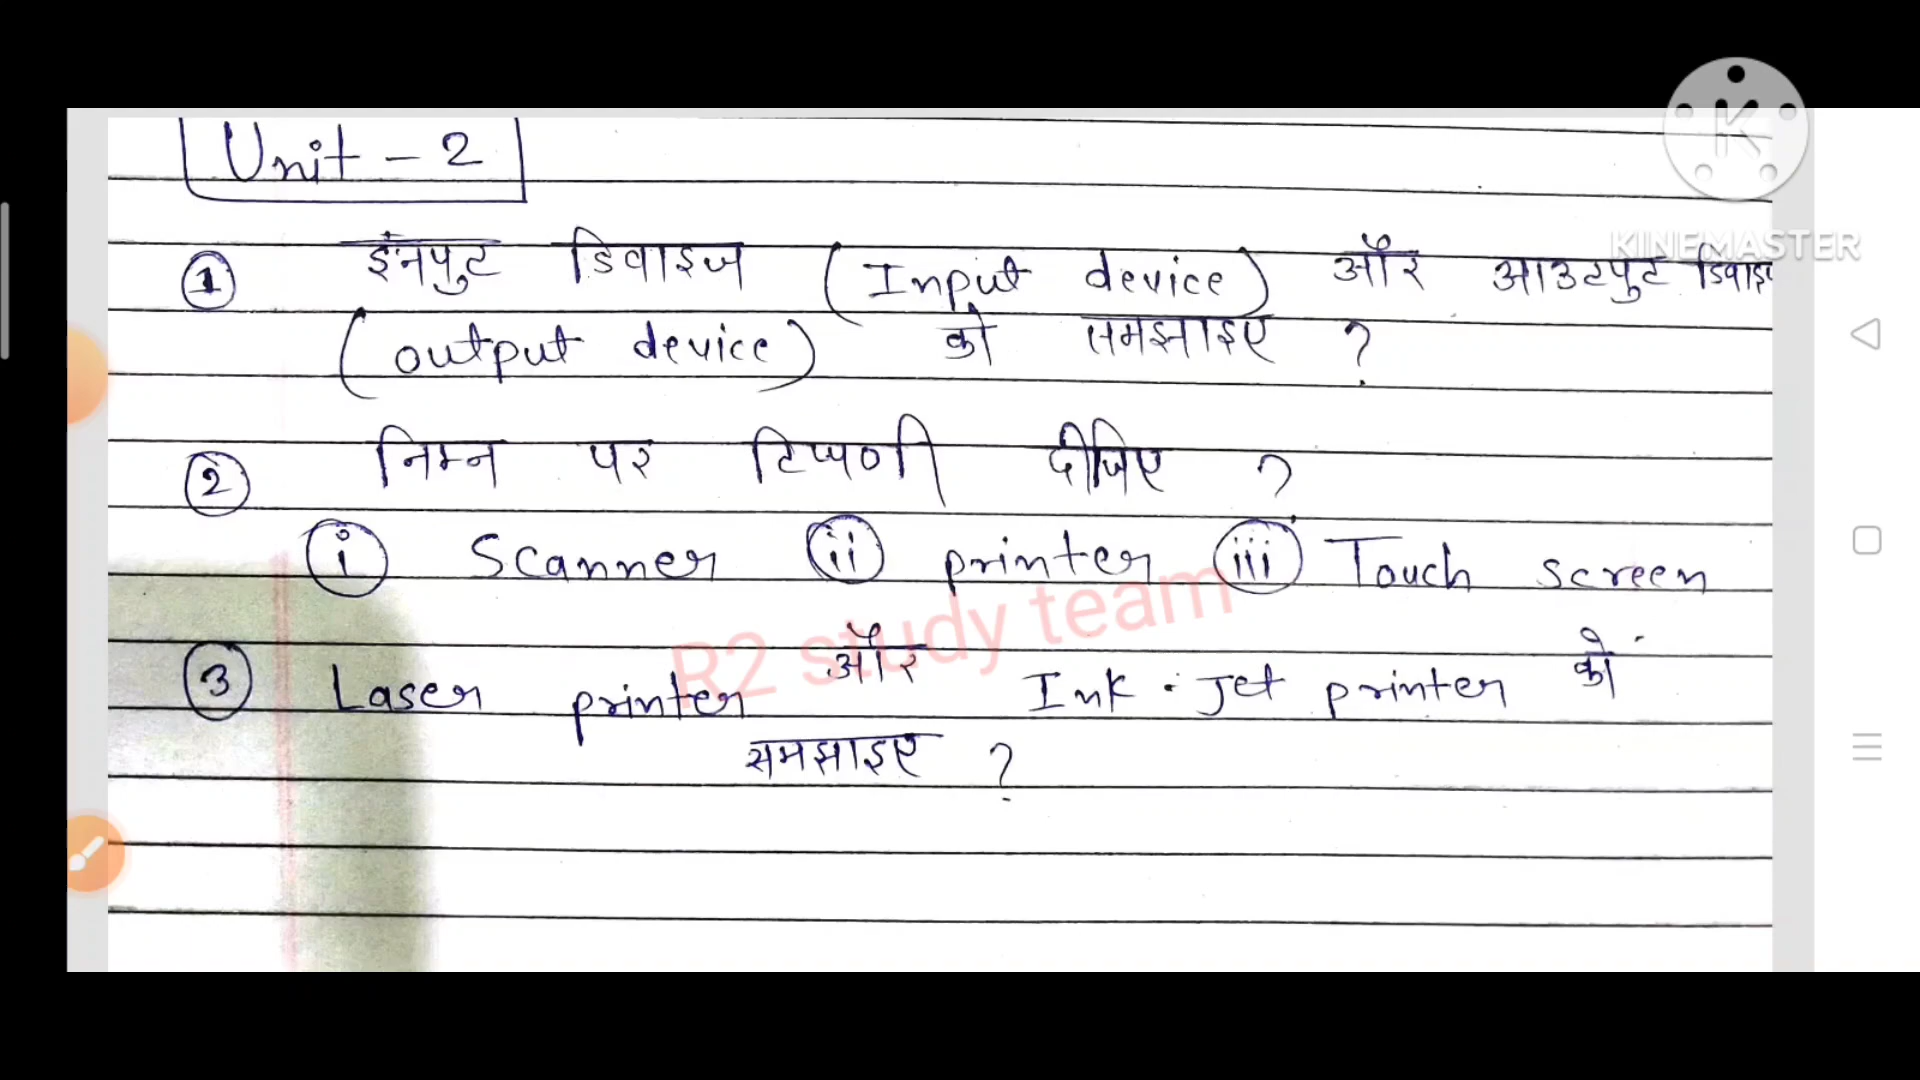 Unit - 2
KINEMASTER
① इनपुट डिवाइज (Input device) और आउटपुट
(output device) को समझाइए ?
② निम्न पर टिप्पणी दीजिए ?
ⓘ Scanner ⓘⓘ printer ⓘⓘⓘ Touch screen
R2 study team
③ Laser printer और Ink. Jet printer को
समझाइए ?